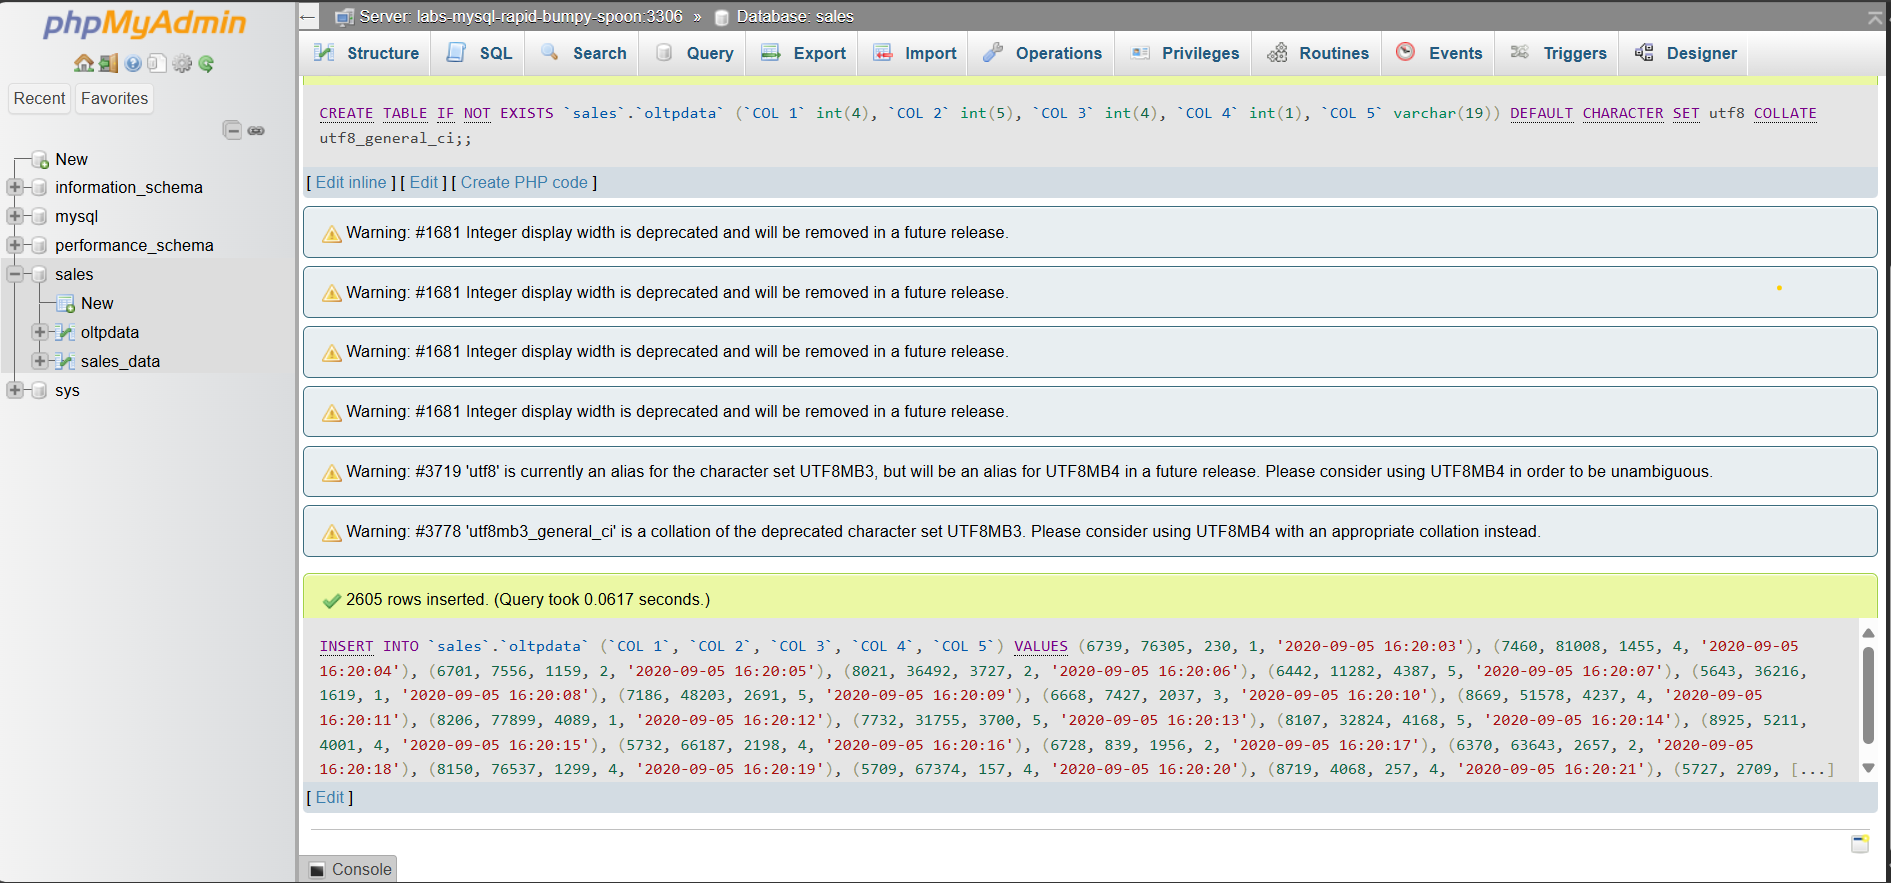 phpMyAdmin
Recent
Favorites
New
information_schema
mysql
performance_schema
sales
New
oltpdata
sales_data
sys
Server: labs-mysql-rapid-bumpy-spoon:3306 » Database: sales
Structure SQL Search Query Export Import Operations Privileges Routines Events Triggers Designer
CREATE TABLE IF NOT EXISTS `sales`.`oltpdata` (`COL 1` int(4), `COL 2` int(5), `COL 3` int(4), `COL 4` int(1), `COL 5` varchar(19)) DEFAULT CHARACTER SET utf8 COLLATE
utf8_general_ci;;
[ Edit inline ] [ Edit ] [ Create PHP code ]
Warning: #1681 Integer display width is deprecated and will be removed in a future release.
Warning: #1681 Integer display width is deprecated and will be removed in a future release.
Warning: #1681 Integer display width is deprecated and will be removed in a future release.
Warning: #1681 Integer display width is deprecated and will be removed in a future release.
Warning: #3719 'utf8' is currently an alias for the character set UTF8MB3, but will be an alias for UTF8MB4 in a future release. Please consider using UTF8MB4 in order to be unambiguous.
Warning: #3778 'utf8mb3_general_ci' is a collation of the deprecated character set UTF8MB3. Please consider using UTF8MB4 with an appropriate collation instead.
2605 rows inserted. (Query took 0.0617 seconds.)
INSERT INTO `sales`.`oltpdata` (`COL 1`, `COL 2`, `COL 3`, `COL 4`, `COL 5`) VALUES (6739, 76305, 230, 1, '2020-09-05 16:20:03'), (7460, 81008, 1455, 4, '2020-09-05
16:20:04'), (6701, 7556, 1159, 2, '2020-09-05 16:20:05'), (8021, 36492, 3727, 2, '2020-09-05 16:20:06'), (6442, 11282, 4387, 5, '2020-09-05 16:20:07'), (5643, 36216,
1619, 1, '2020-09-05 16:20:08'), (7186, 48203, 2691, 5, '2020-09-05 16:20:09'), (6668, 7427, 2037, 3, '2020-09-05 16:20:10'), (8669, 51578, 4237, 4, '2020-09-05
16:20:11'), (8206, 77899, 4089, 1, '2020-09-05 16:20:12'), (7732, 31755, 3700, 5, '2020-09-05 16:20:13'), (8107, 32824, 4168, 5, '2020-09-05 16:20:14'), (8925, 5211,
4001, 4, '2020-09-05 16:20:15'), (5732, 66187, 2198, 4, '2020-09-05 16:20:16'), (6728, 839, 1956, 2, '2020-09-05 16:20:17'), (6370, 63643, 2657, 2, '2020-09-05
16:20:18'), (8150, 76537, 1299, 4, '2020-09-05 16:20:19'), (5709, 67374, 157, 4, '2020-09-05 16:20:20'), (8719, 4068, 257, 4, '2020-09-05 16:20:21'), (5727, 2709, [...]
[ Edit ]
Console